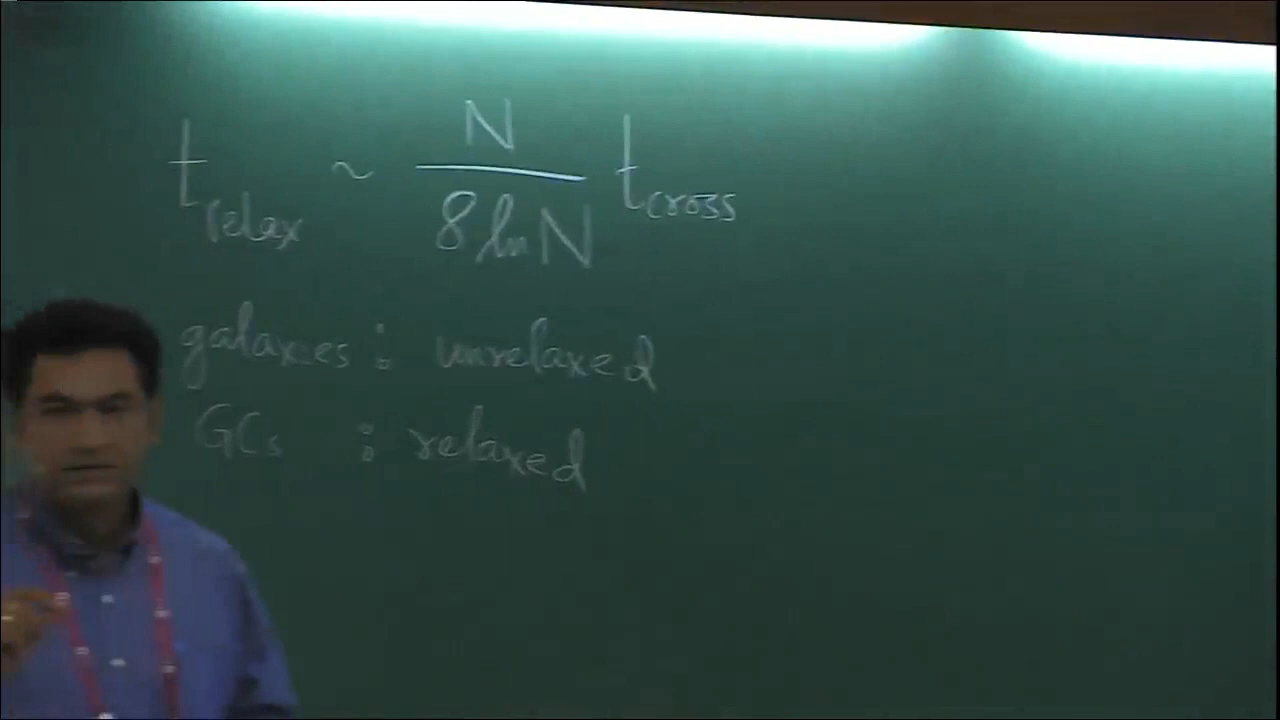 t_relax ~ N / 8 ln N t_cross
galaxies : unrelaxed
GCs : relaxed